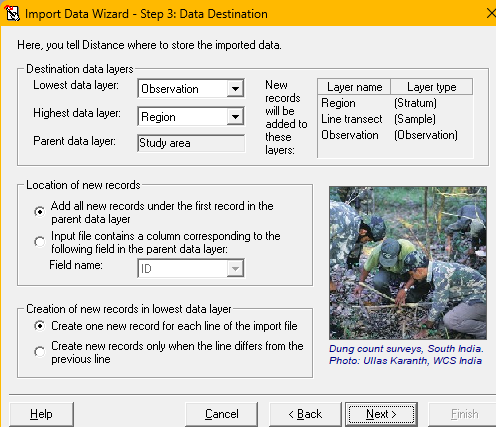 Import Data Wizard - Step 3: Data Destination
Here, you tell Distance where to store the imported data.
Destination data layers
Lowest data layer: Observation
Highest data layer: Region
Parent data layer: Study area
New
records
will be
added to
these
layers:
Layer name Layer type
Region (Stratum)
Line transect (Sample)
Observation (Observation)
Location of new records
Add all new records under the first record in the
parent data layer
Input file contains a column corresponding to the
following field in the parent data layer:
Field name: ID
Creation of new records in lowest data layer
Create one new record for each line of the import file
Create new records only when the line differs from the
previous line
Dung count surveys, South India.
Photo: Ullas Karanth, WCS India
Help Cancel < Back Next > Finish